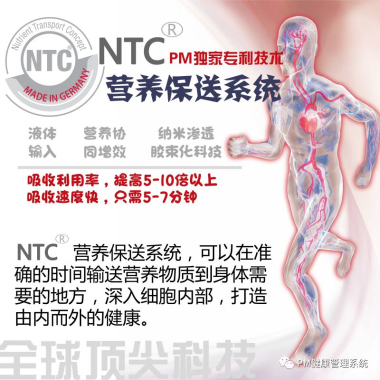 Nutrient Transport Concept
NTC®
MADE IN GERMANY
NTC® PM独家专利技术
营养保送系统
液体 营养协 纳米渗透
输入 同增效 胶束化科技
吸收利用率，提高5-10倍以上
吸收速度快，只需5-7分钟
NTC® 营养保送系统，可以在准
确的时间输送营养物质到身体需
要的地方，深入细胞内部，打造
由内而外的健康。
全球顶尖科技
PM健康管理系统